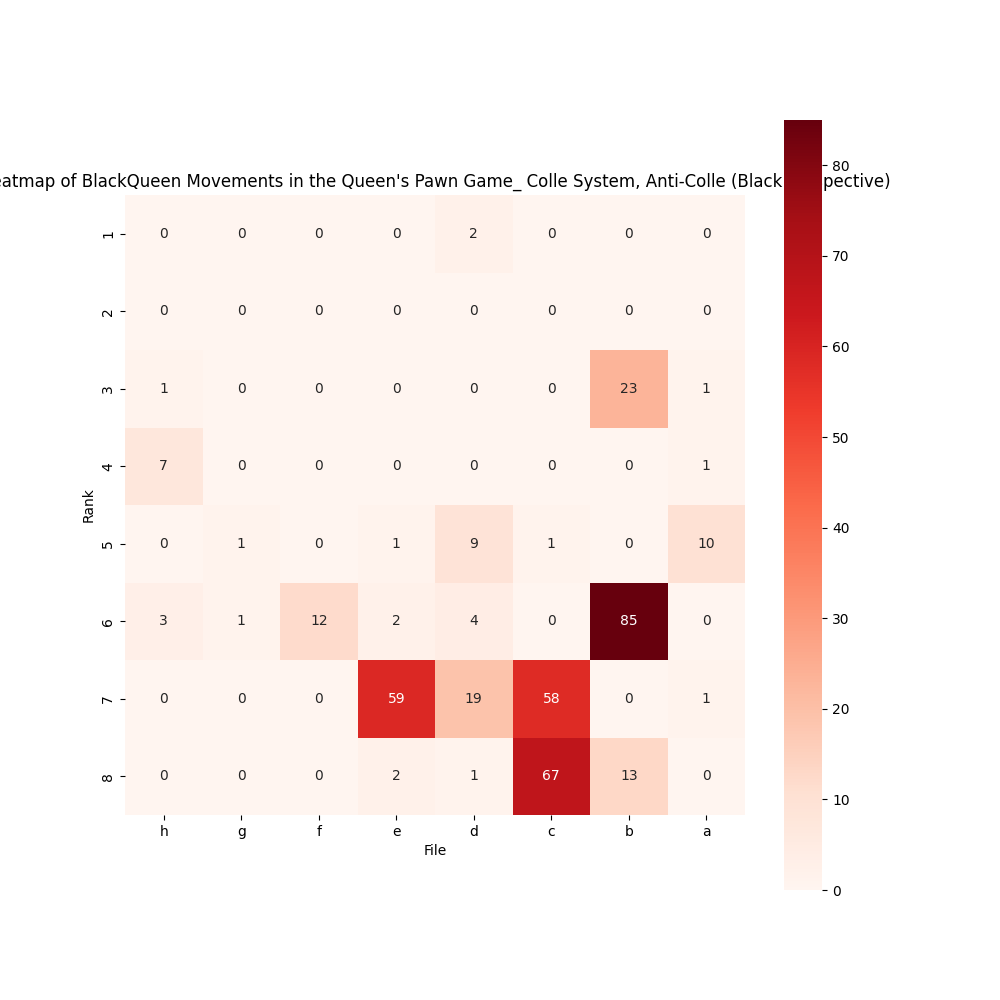 eatmap of BlackQueen Movements in the Queen's Pawn Game_ Colle System, Anti-Colle (Black pective)
80
70
60
50
40
30
20
10
0
Rank
1 0 0 0 0 2 0 0 0
2 0 0 0 0 0 0 0 0
3 1 0 0 0 0 0 23 1
4 7 0 0 0 0 0 0 1
5 0 1 0 1 9 1 0 10
6 3 1 12 2 4 0 85 0
7 0 0 0 59 19 58 0 1
8 0 0 0 2 1 67 13 0
h g f e d c b a
File